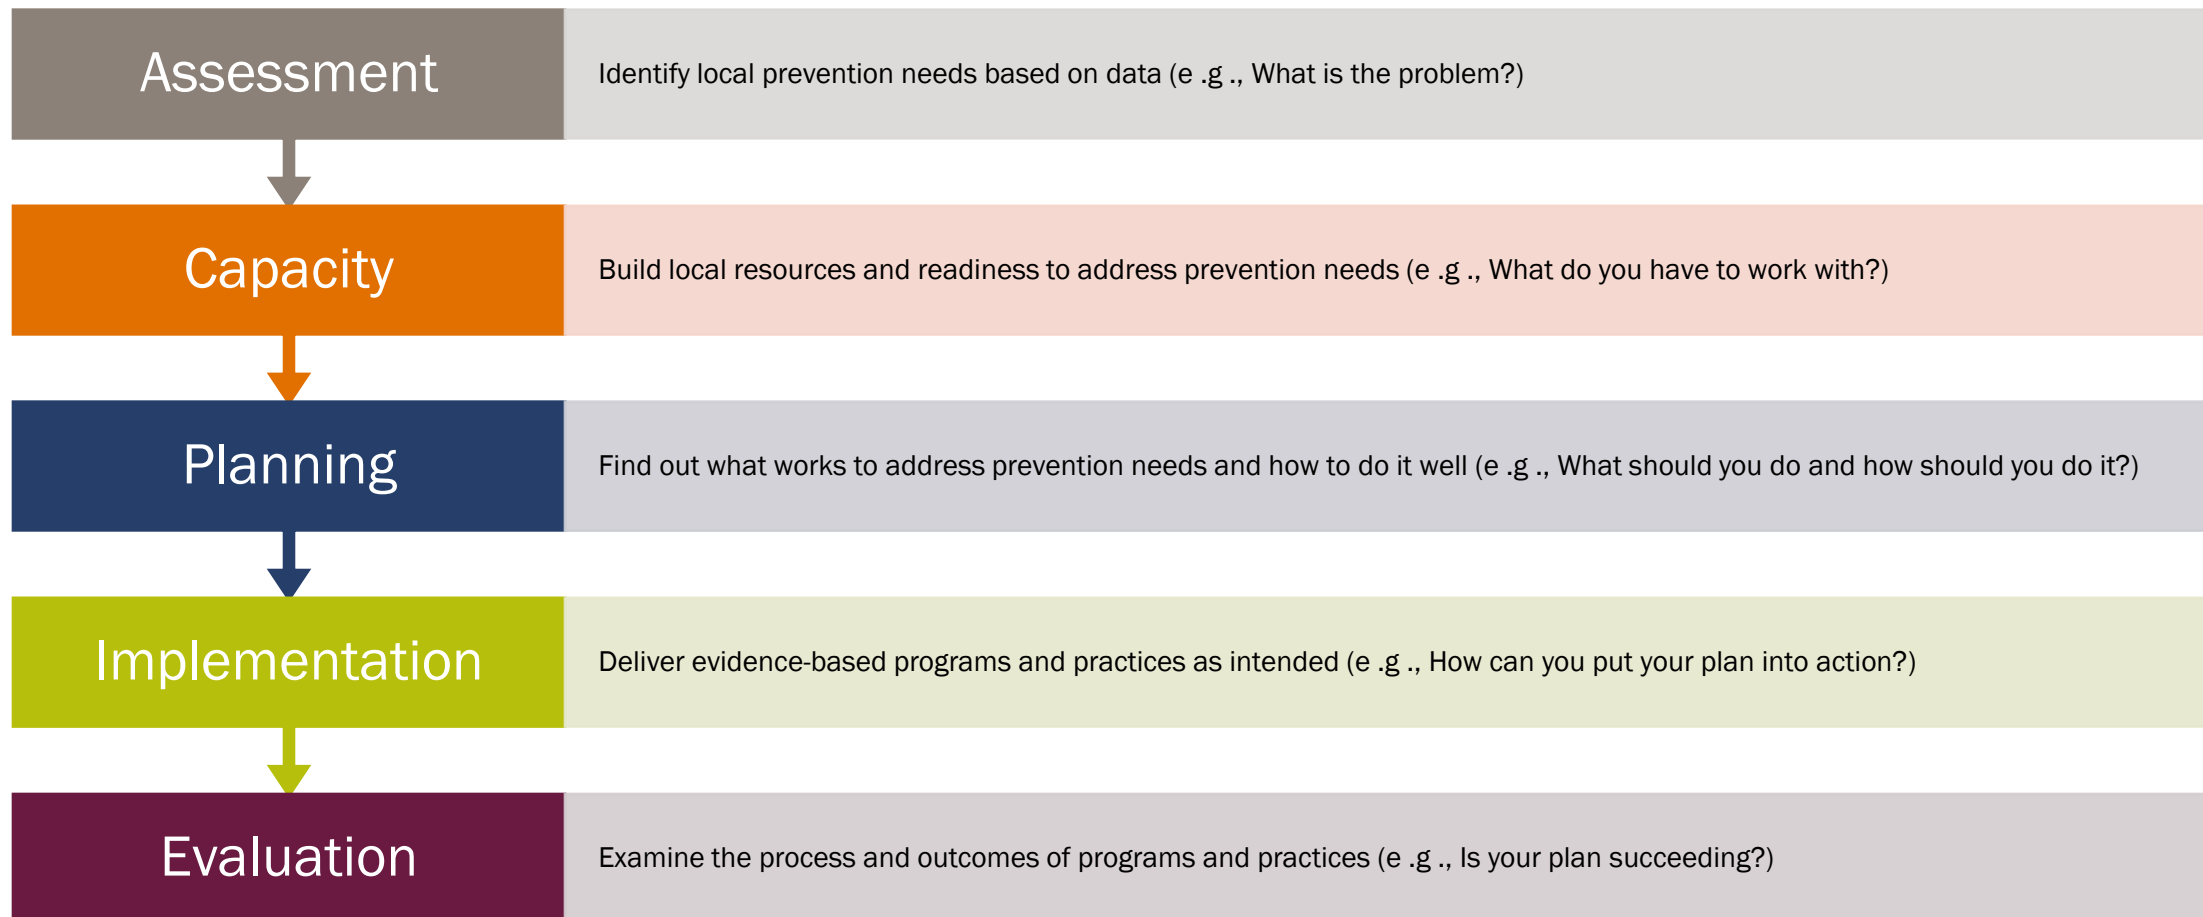 Assessment
Identify local prevention needs based on data (e .g ., What is the problem?)
Capacity
Build local resources and readiness to address prevention needs (e .g ., What do you have to work with?)
Planning
Find out what works to address prevention needs and how to do it well (e .g ., What should you do and how should you do it?)
Implementation
Deliver evidence-based programs and practices as intended (e .g ., How can you put your plan into action?)
Evaluation
Examine the process and outcomes of programs and practices (e .g ., Is your plan succeeding?)